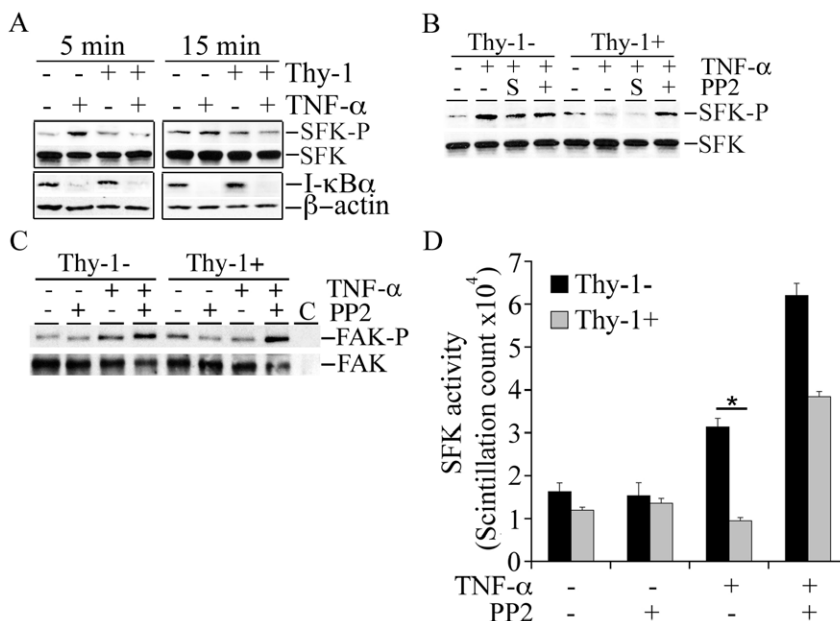 A
5 min 15 min
- - + + - - + + Thy-1
- + - + - + - + TNF-α
–SFK-P
–SFK
–I-κBα
–β–actin
B
Thy-1- Thy-1+
- + + + - + + + TNF-α
- - S + - - S + PP2
–SFK-P
–SFK
C
Thy-1- Thy-1+
- - + + - - + + TNF-α
- + - + - + - + PP2
C
–FAK-P
–FAK
D
SFK activity
(Scintillation count x10⁴)
7
6
5
4
3
2
1
0
Thy-1-
Thy-1+
*
TNF-α - - + +
PP2 - + - +